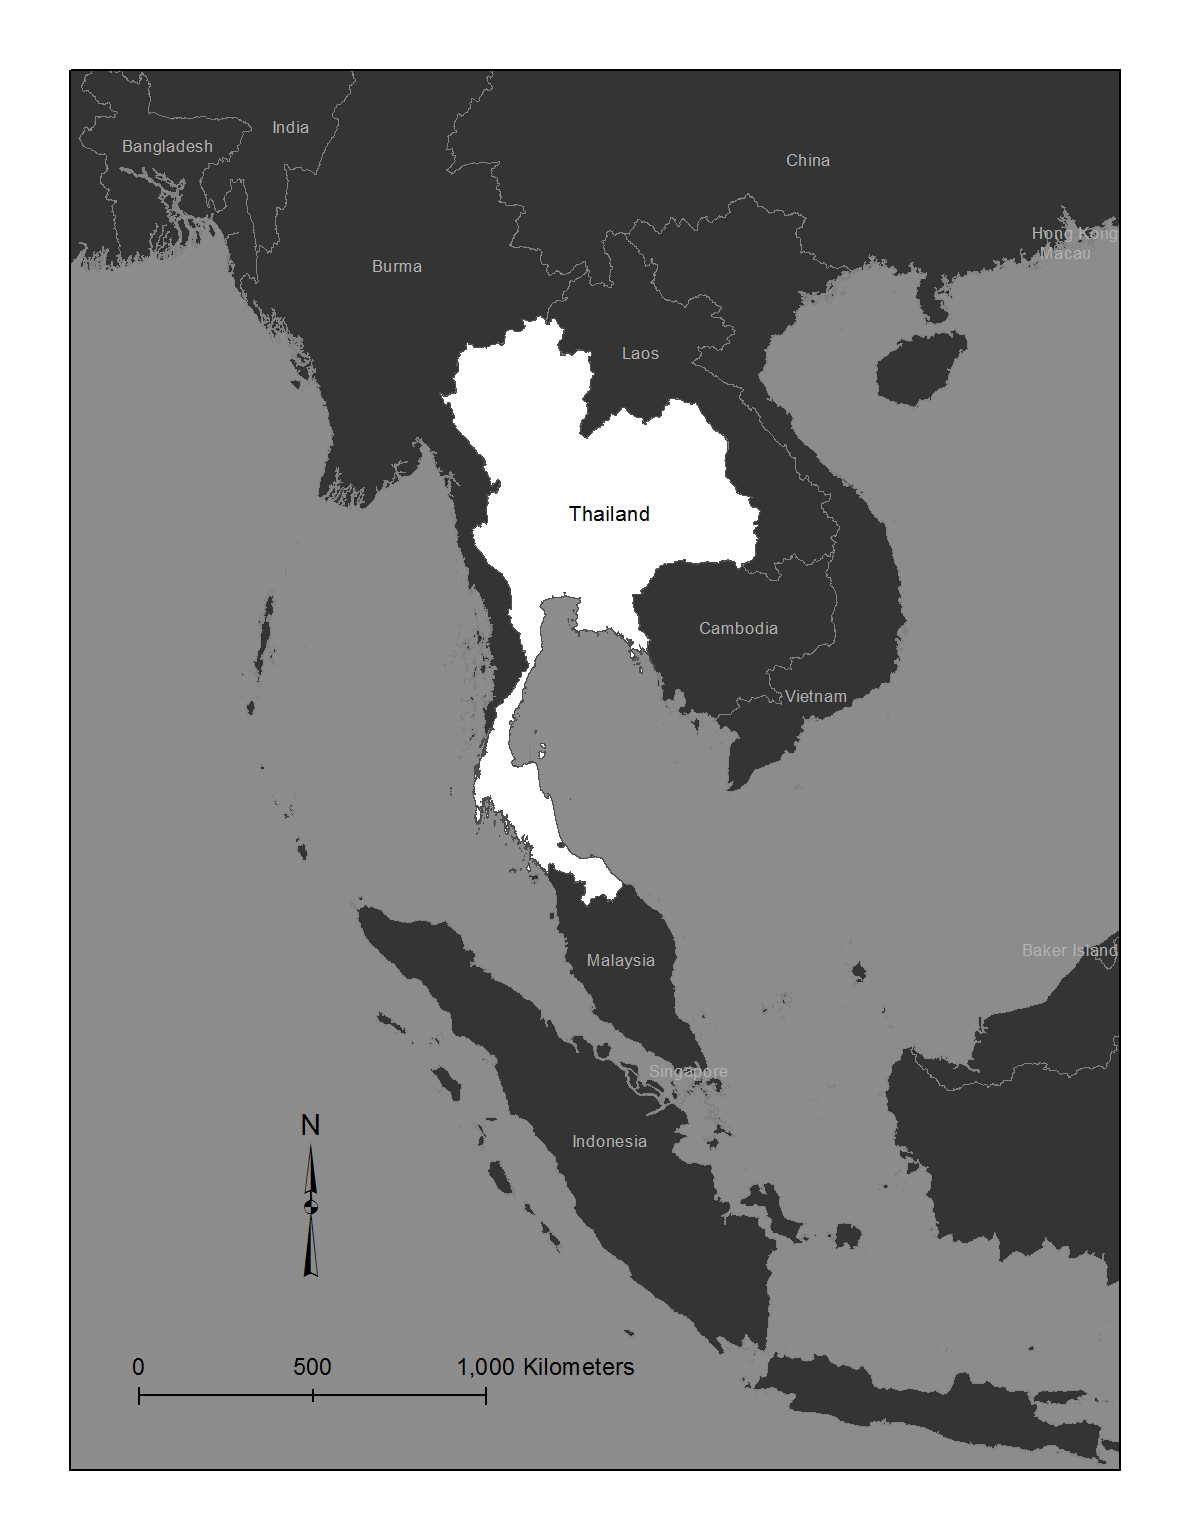 India
Bangladesh
China
Hong Kong
Macau
Burma
Laos
Thailand
Cambodia
Vietnam
Baker Island
Malaysia
Singapore
N
Indonesia
0 500 1,000 Kilometers